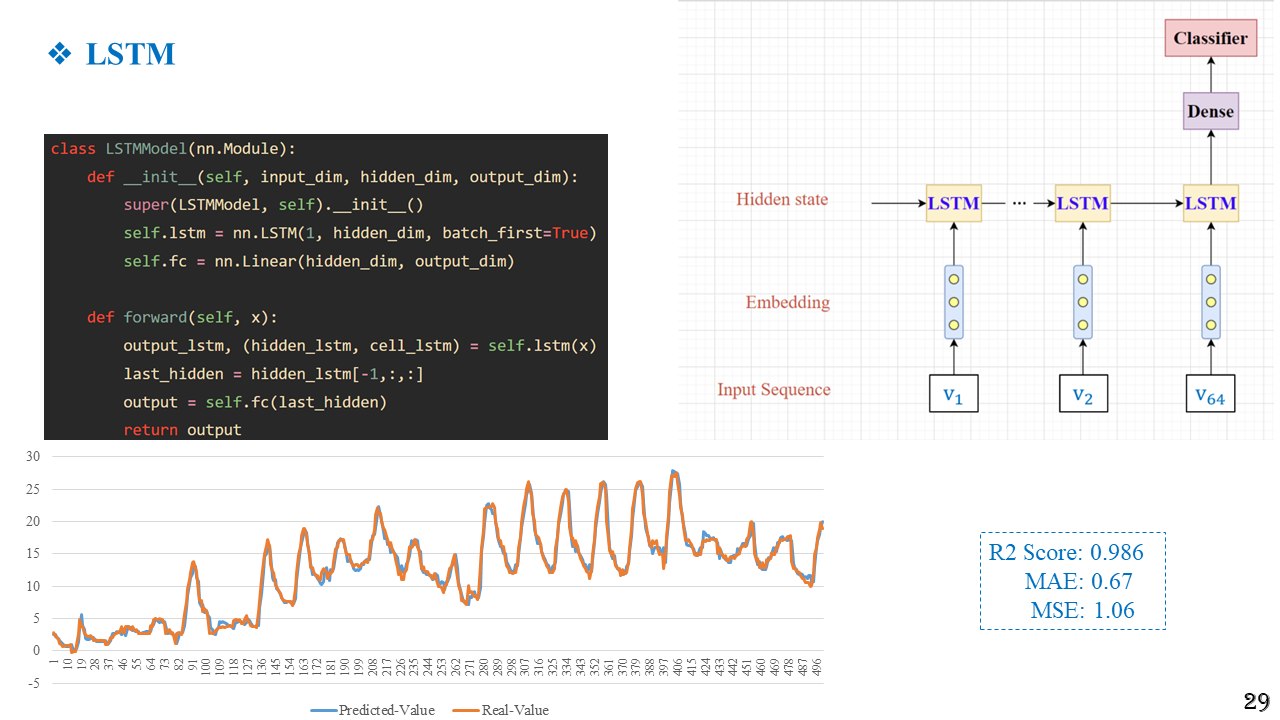 ❖ LSTM
class LSTMModel(nn.Module):
    def __init__(self, input_dim, hidden_dim, output_dim):
        super(LSTMModel, self).__init__()
        self.lstm = nn.LSTM(1, hidden_dim, batch_first=True)
        self.fc = nn.Linear(hidden_dim, output_dim)
    def forward(self, x):
        output_lstm, (hidden_lstm, cell_lstm) = self.lstm(x)
        last_hidden = hidden_lstm[-1,:,:]
        output = self.fc(last_hidden)
        return output
Classifier
Dense
Hidden state LSTM ... LSTM LSTM
Embedding
Input Sequence v1 v2 v64
30
25
20
15
10
5
0
-5
1 10 19 28 37 46 55 64 73 82 91 100 109 118 127 136 145 154 163 172 181 190 199 208 217 226 235 244 253 262 271 280 289 298 307 316 325 334 343 352 361 370 379 388 397 406 415 424 433 442 451 460 469 478 487 496
Predicted-Value Real-Value
R2 Score: 0.986
MAE: 0.67
MSE: 1.06
29